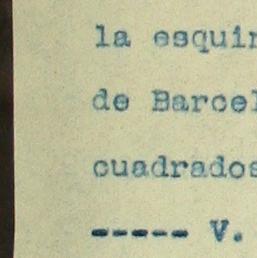 la esquin
de Barcel
cuadrados
----- V.